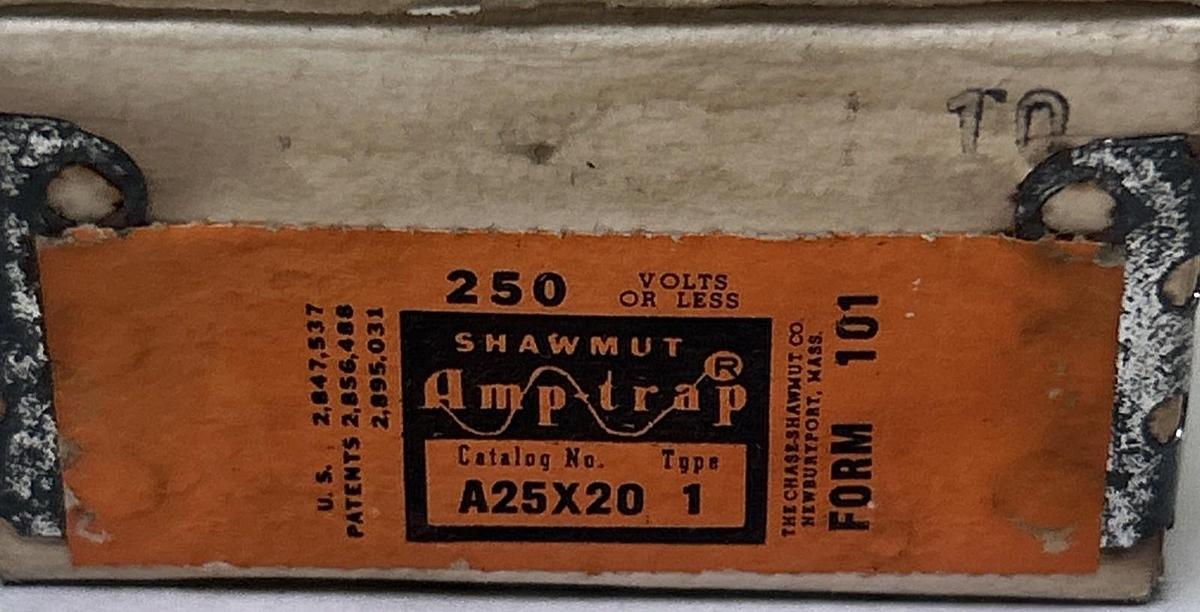 TO
U. S. 2,847,537
PATENTS 2,856,488
2,895,031
250 VOLTS
OR LESS
SHAWMUT
Amp-trap ®
Catalog No. Type
A25X20 1
THE CHASE-SHAWMUT CO.
NEWBURYPORT, MASS.
FORM 101